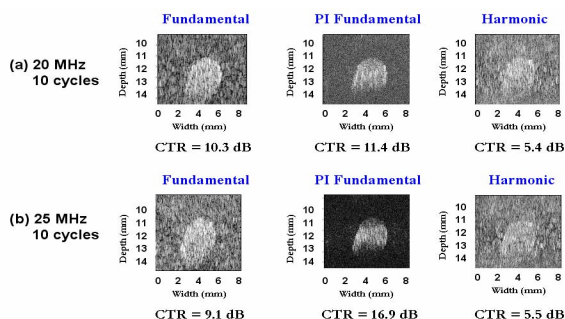 Fundamental PI Fundamental Harmonic
(a) 20 MHz
10 cycles
Depth (mm) 10 11 12 13 14
Depth (mm) 10 11 12 13 14
Depth (mm) 10 11 12 13 14
0 2 4 6 8 0 2 4 6 8 0 2 4 6 8
Width (mm) Width (mm) Width (mm)
CTR = 10.3 dB CTR = 11.4 dB CTR = 5.4 dB
Fundamental PI Fundamental Harmonic
(b) 25 MHz
10 cycles
Depth (mm) 10 11 12 13 14
Depth (mm) 10 11 12 13 14
Depth (mm) 10 11 12 13 14
0 2 4 6 8 0 2 4 6 8 0 2 4 6 8
Width (mm) Width (mm) Width (mm)
CTR = 9.1 dB CTR = 16.9 dB CTR = 5.5 dB